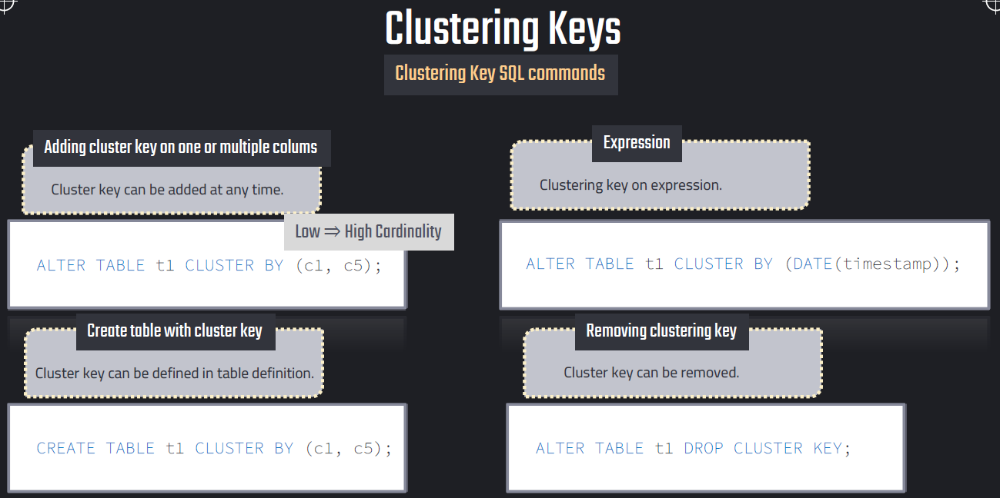 Clustering Keys
Clustering Key SQL commands
Adding cluster key on one or multiple colums
Cluster key can be added at any time.
Low ⇒ High Cardinality
ALTER TABLE t1 CLUSTER BY (c1, c5);
Expression
Clustering key on expression.
ALTER TABLE t1 CLUSTER BY (DATE(timestamp));
Create table with cluster key
Cluster key can be defined in table definition.
CREATE TABLE t1 CLUSTER BY (c1, c5);
Removing clustering key
Cluster key can be removed.
ALTER TABLE t1 DROP CLUSTER KEY;